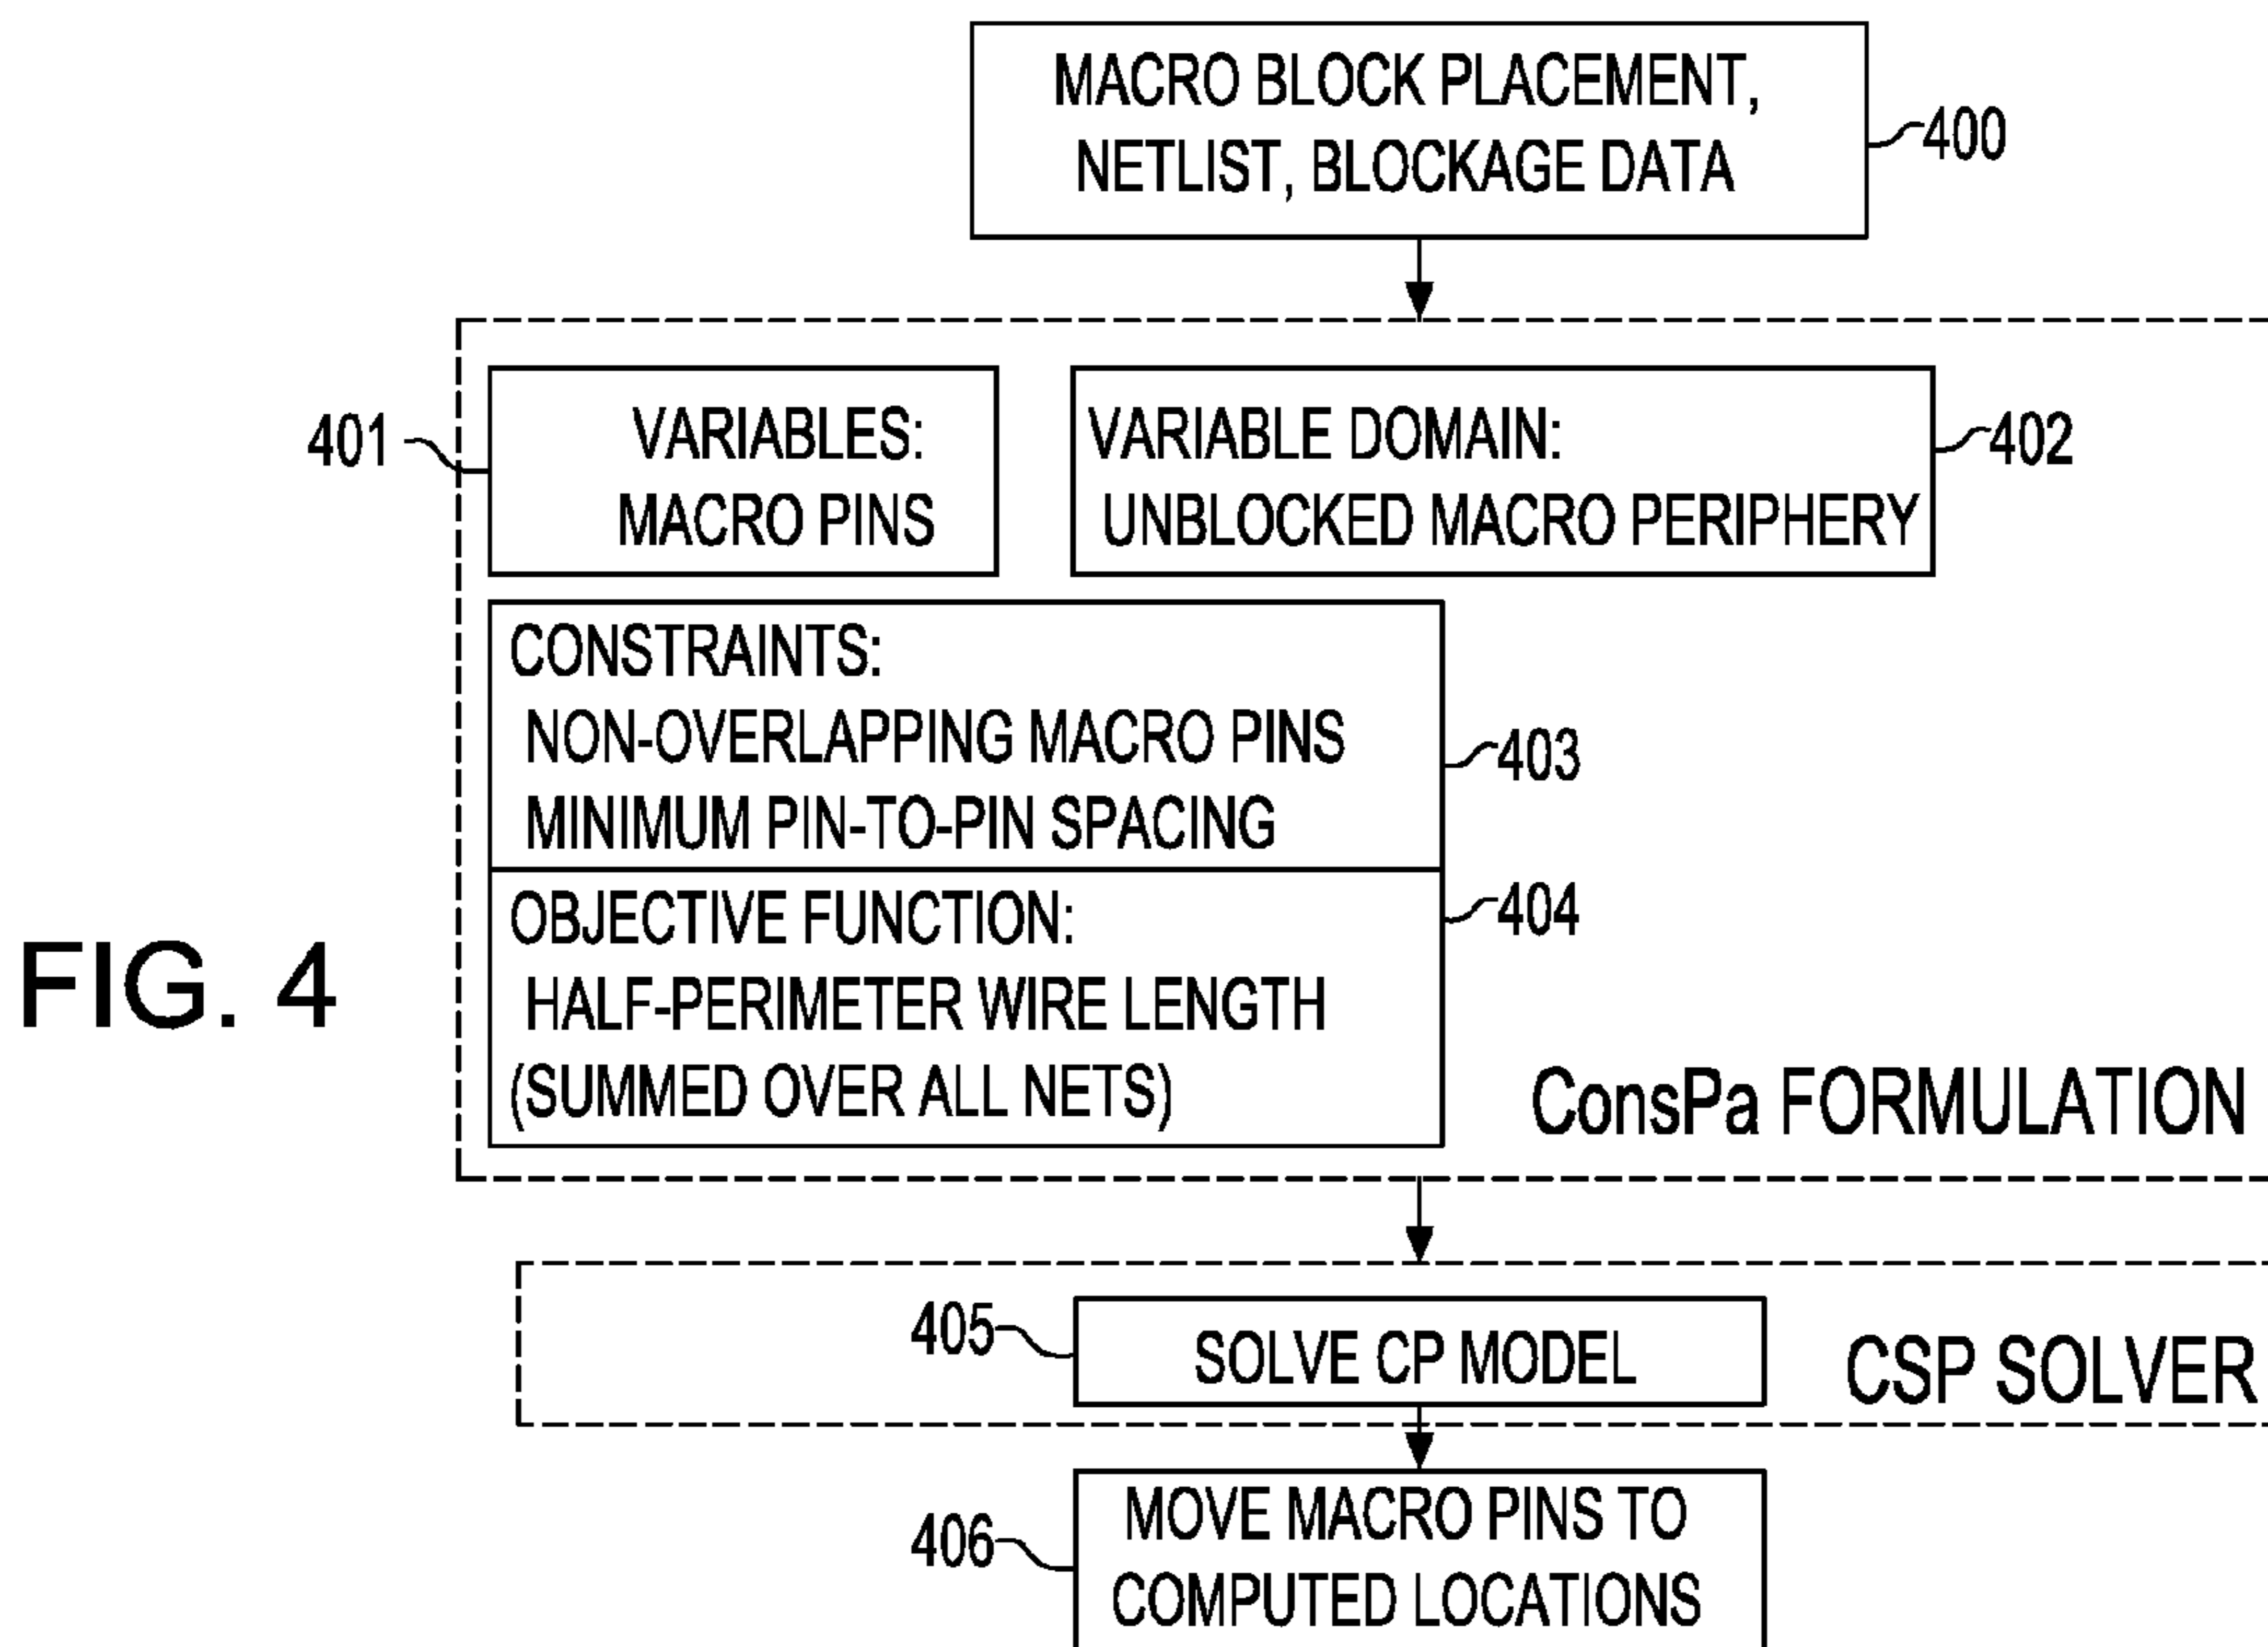 MACRO BLOCK PLACEMENT,
NETLIST, BLOCKAGE DATA
400
401
VARIABLES:
MACRO PINS
VARIABLE DOMAIN:
UNBLOCKED MACRO PERIPHERY
402
CONSTRAINTS:
NON-OVERLAPPING MACRO PINS
MINIMUM PIN-TO-PIN SPACING
403
OBJECTIVE FUNCTION:
HALF-PERIMETER WIRE LENGTH
(SUMMED OVER ALL NETS)
404
FIG. 4
ConsPa FORMULATION
405
SOLVE CP MODEL
CSP SOLVER
406
MOVE MACRO PINS TO
COMPUTED LOCATIONS